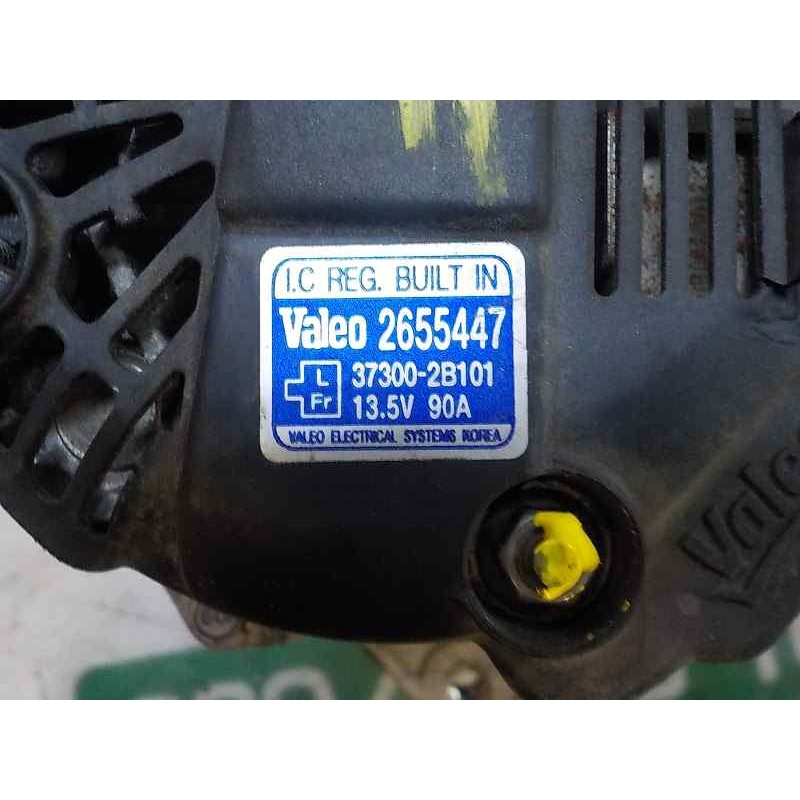 I.C REG. BUILT IN
Valeo 2655447
L 37300-2B101
Fr 13.5V 90A
VALEO ELECTRICAL SYSTEMS KOREA
Valeo